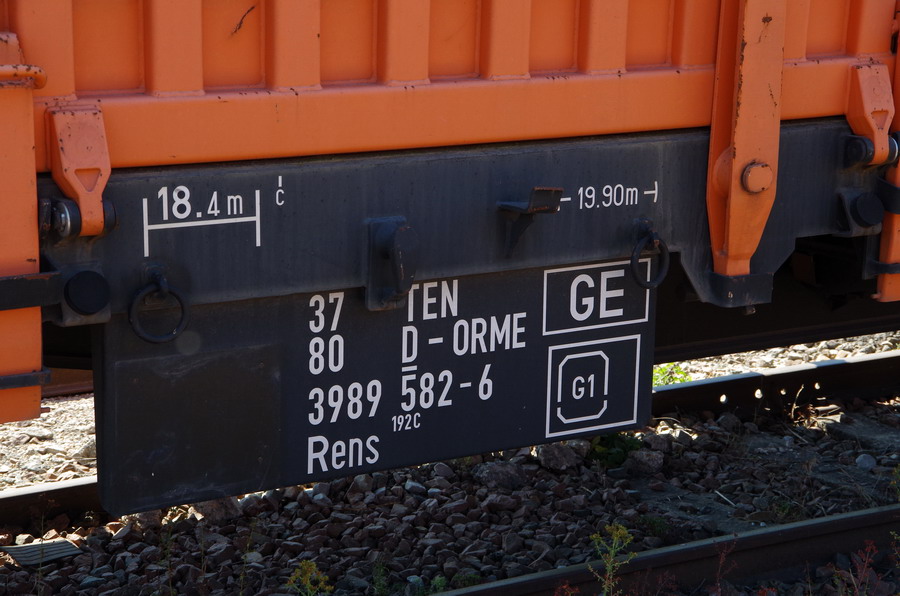 18.4m c
19.90m
37 TEN GE
80 D-ORME
3989 582-6 G1
192C
Rens